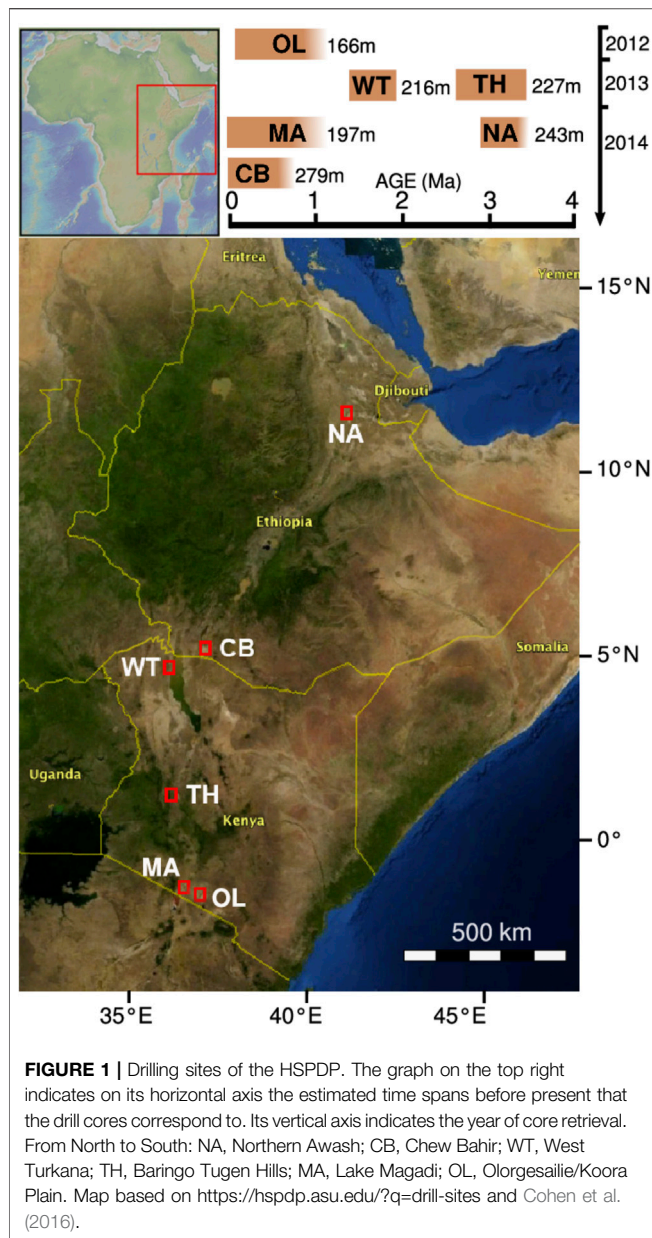 OL 166m
2012
WT 216m TH 227m
2013
MA 197m NA 243m
2014
CB 279m AGE (Ma)
0 1 2 3 4
Eritrea
Yemen
15°N
Djibouti
NA
10°N
Ethiopia
CB
WT
5°N
Somalia
Uganda
TH
Kenya
0°
MA
OL
500 km
35°E 40°E 45°E
FIGURE 1 | Drilling sites of the HSPDP. The graph on the top right
indicates on its horizontal axis the estimated time spans before present that
the drill cores correspond to. Its vertical axis indicates the year of core retrieval.
From North to South: NA, Northern Awash; CB, Chew Bahir; WT, West
Turkana; TH, Baringo Tugen Hills; MA, Lake Magadi; OL, Olorgesailie/Koora
Plain. Map based on https://hspdp.asu.edu/?q=drill-sites and Cohen et al.
(2016).